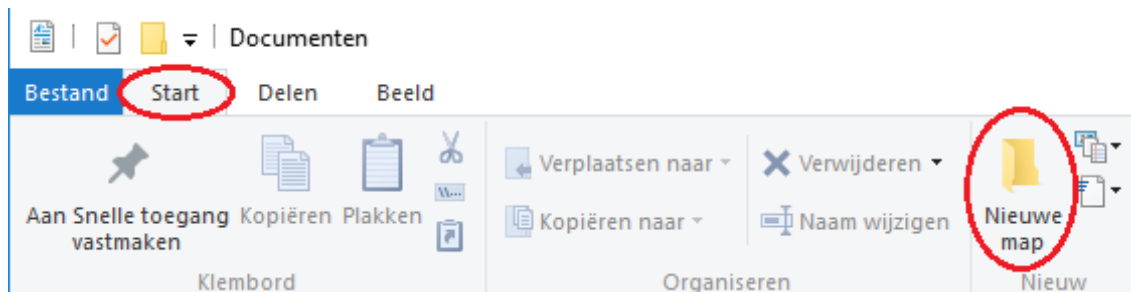 Documenten
Bestand Start Delen Beeld
Aan Snelle toegang
vastmaken
Kopiëren
Plakken
Verplaatsen naar
Kopiëren naar
Verwijderen
Naam wijzigen
Nieuwe
map
Klembord
Organiseren
Nieuw